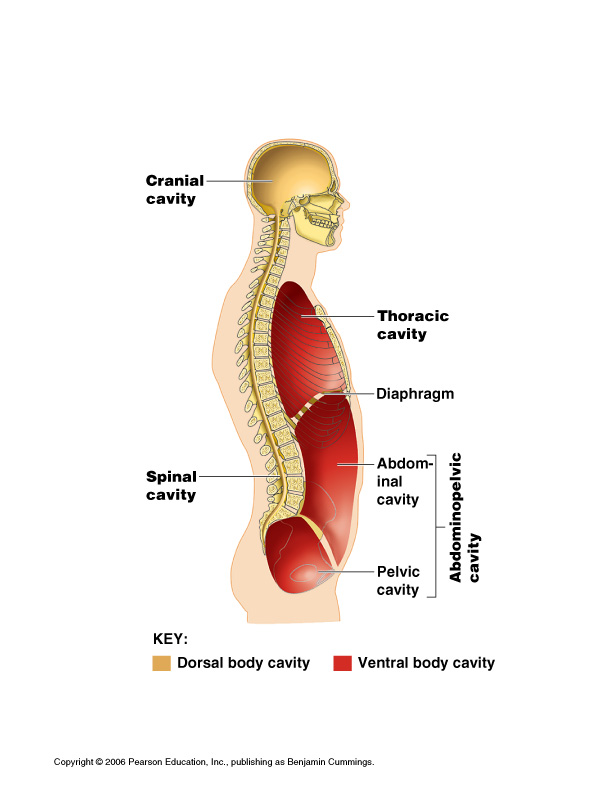 Cranial
cavity
Thoracic
cavity
Diaphragm
Spinal
cavity
Abdom-
inal
cavity
Abdominopelvic
cavity
Pelvic
cavity
KEY:
Dorsal body cavity
Ventral body cavity
Copyright © 2006 Pearson Education, Inc., publishing as Benjamin Cummings.